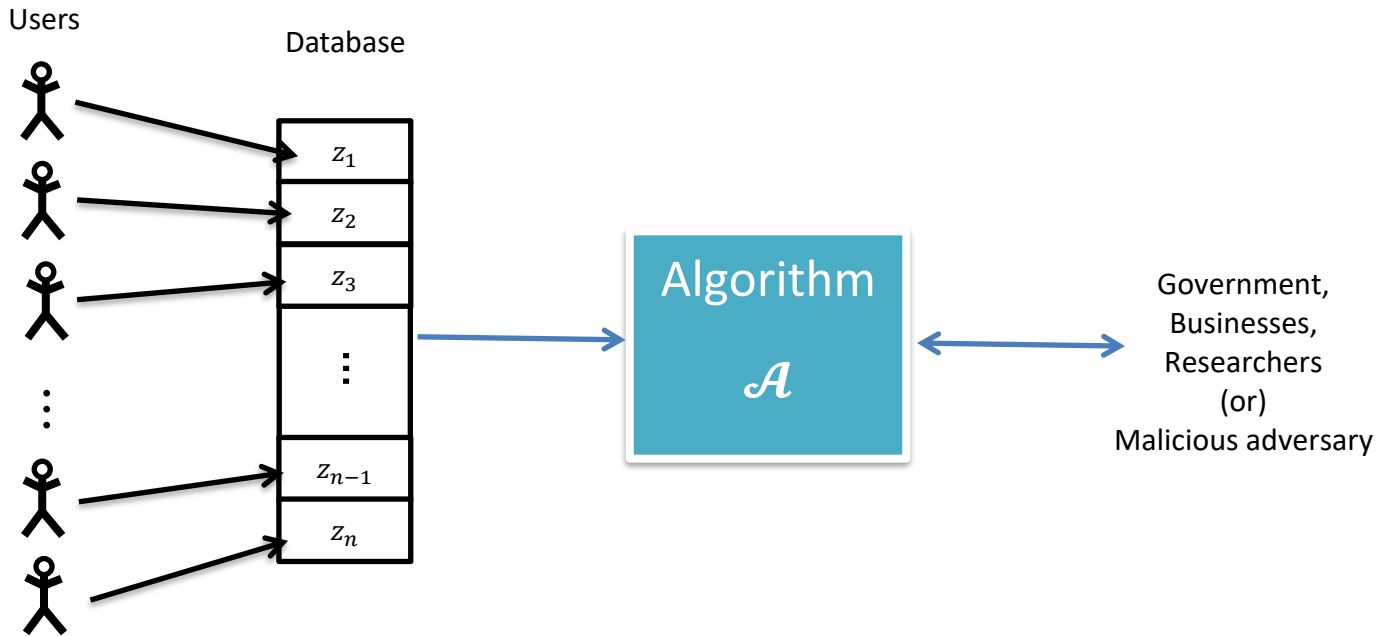 Users
Database
z₁
z₂
z₃
⋮
⋮
zₙ₋₁
zₙ
Algorithm
𝓐
Government,
Businesses,
Researchers
(or)
Malicious adversary